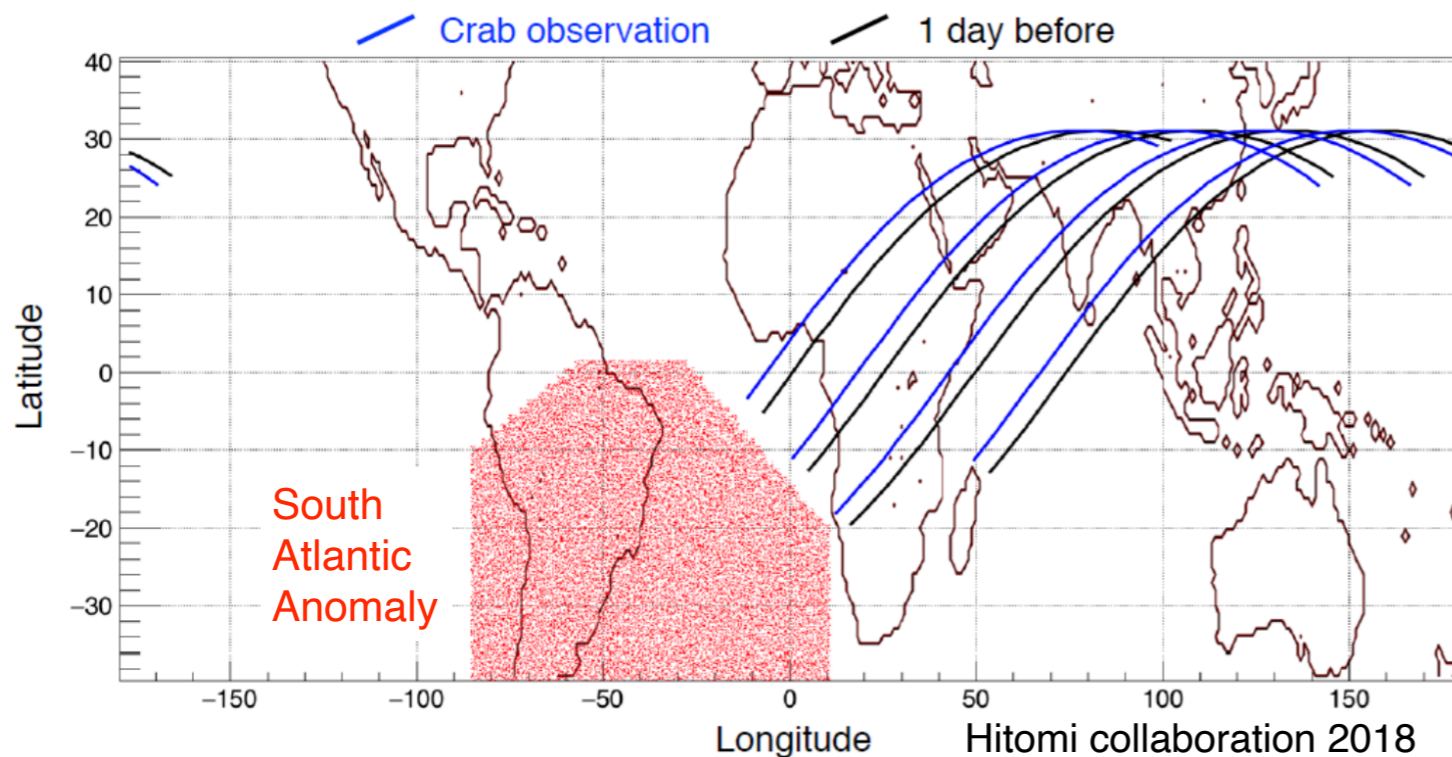 Crab observation 1 day before
40
30
20
10
0
−10
−20
−30
Latitude
South
Atlantic
Anomaly
−150 −100 −50 0 50 100 150
Longitude Hitomi collaboration 2018